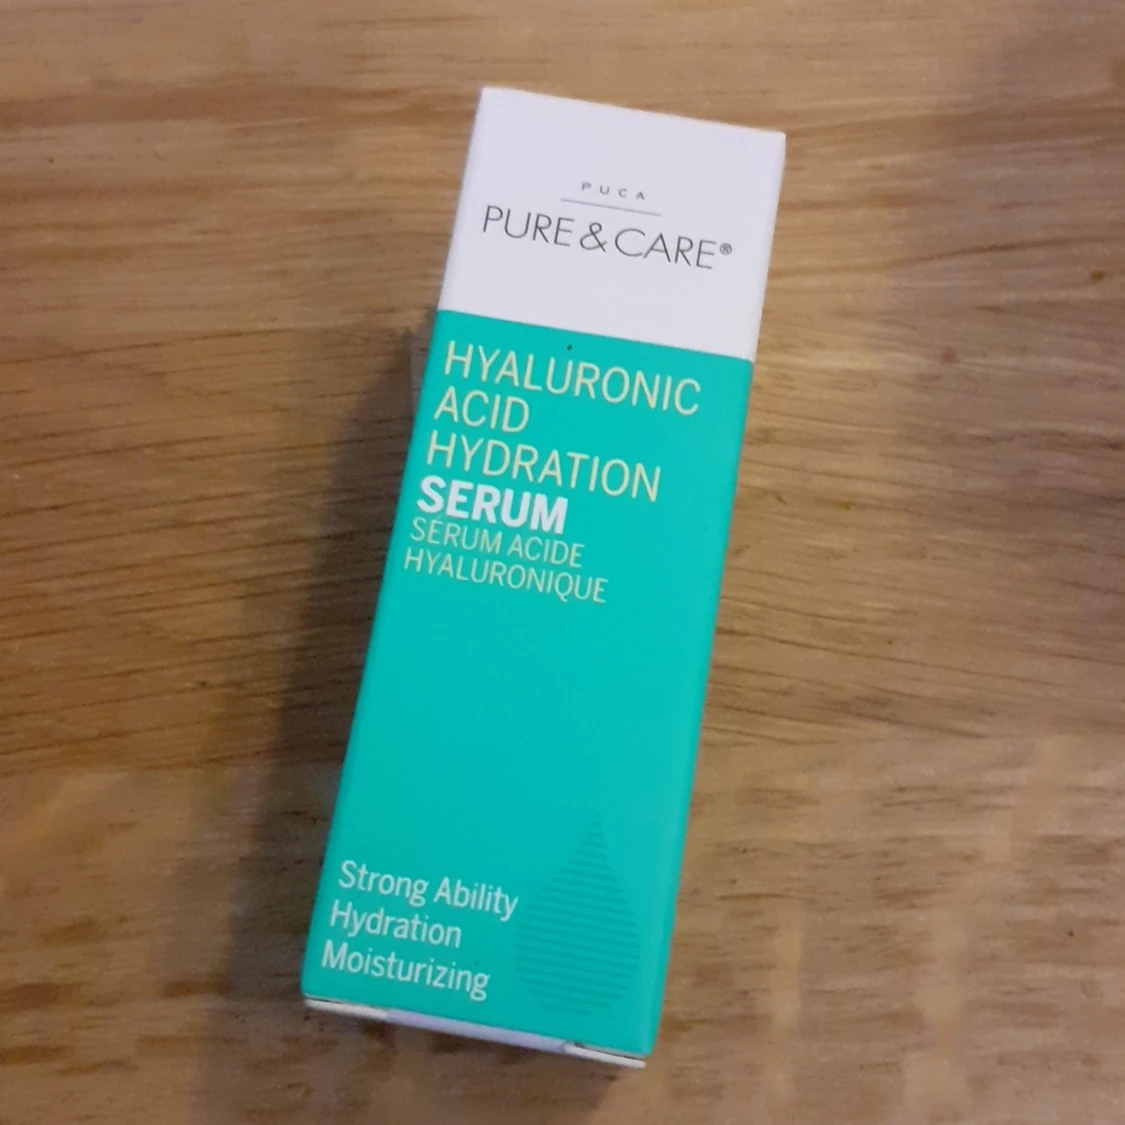 PUCA
PURE & CARE®
HYALURONIC
ACID
HYDRATION
SERUM
SÉRUM ACIDE
HYALURONIQUE
Strong Ability
Hydration
Moisturizing